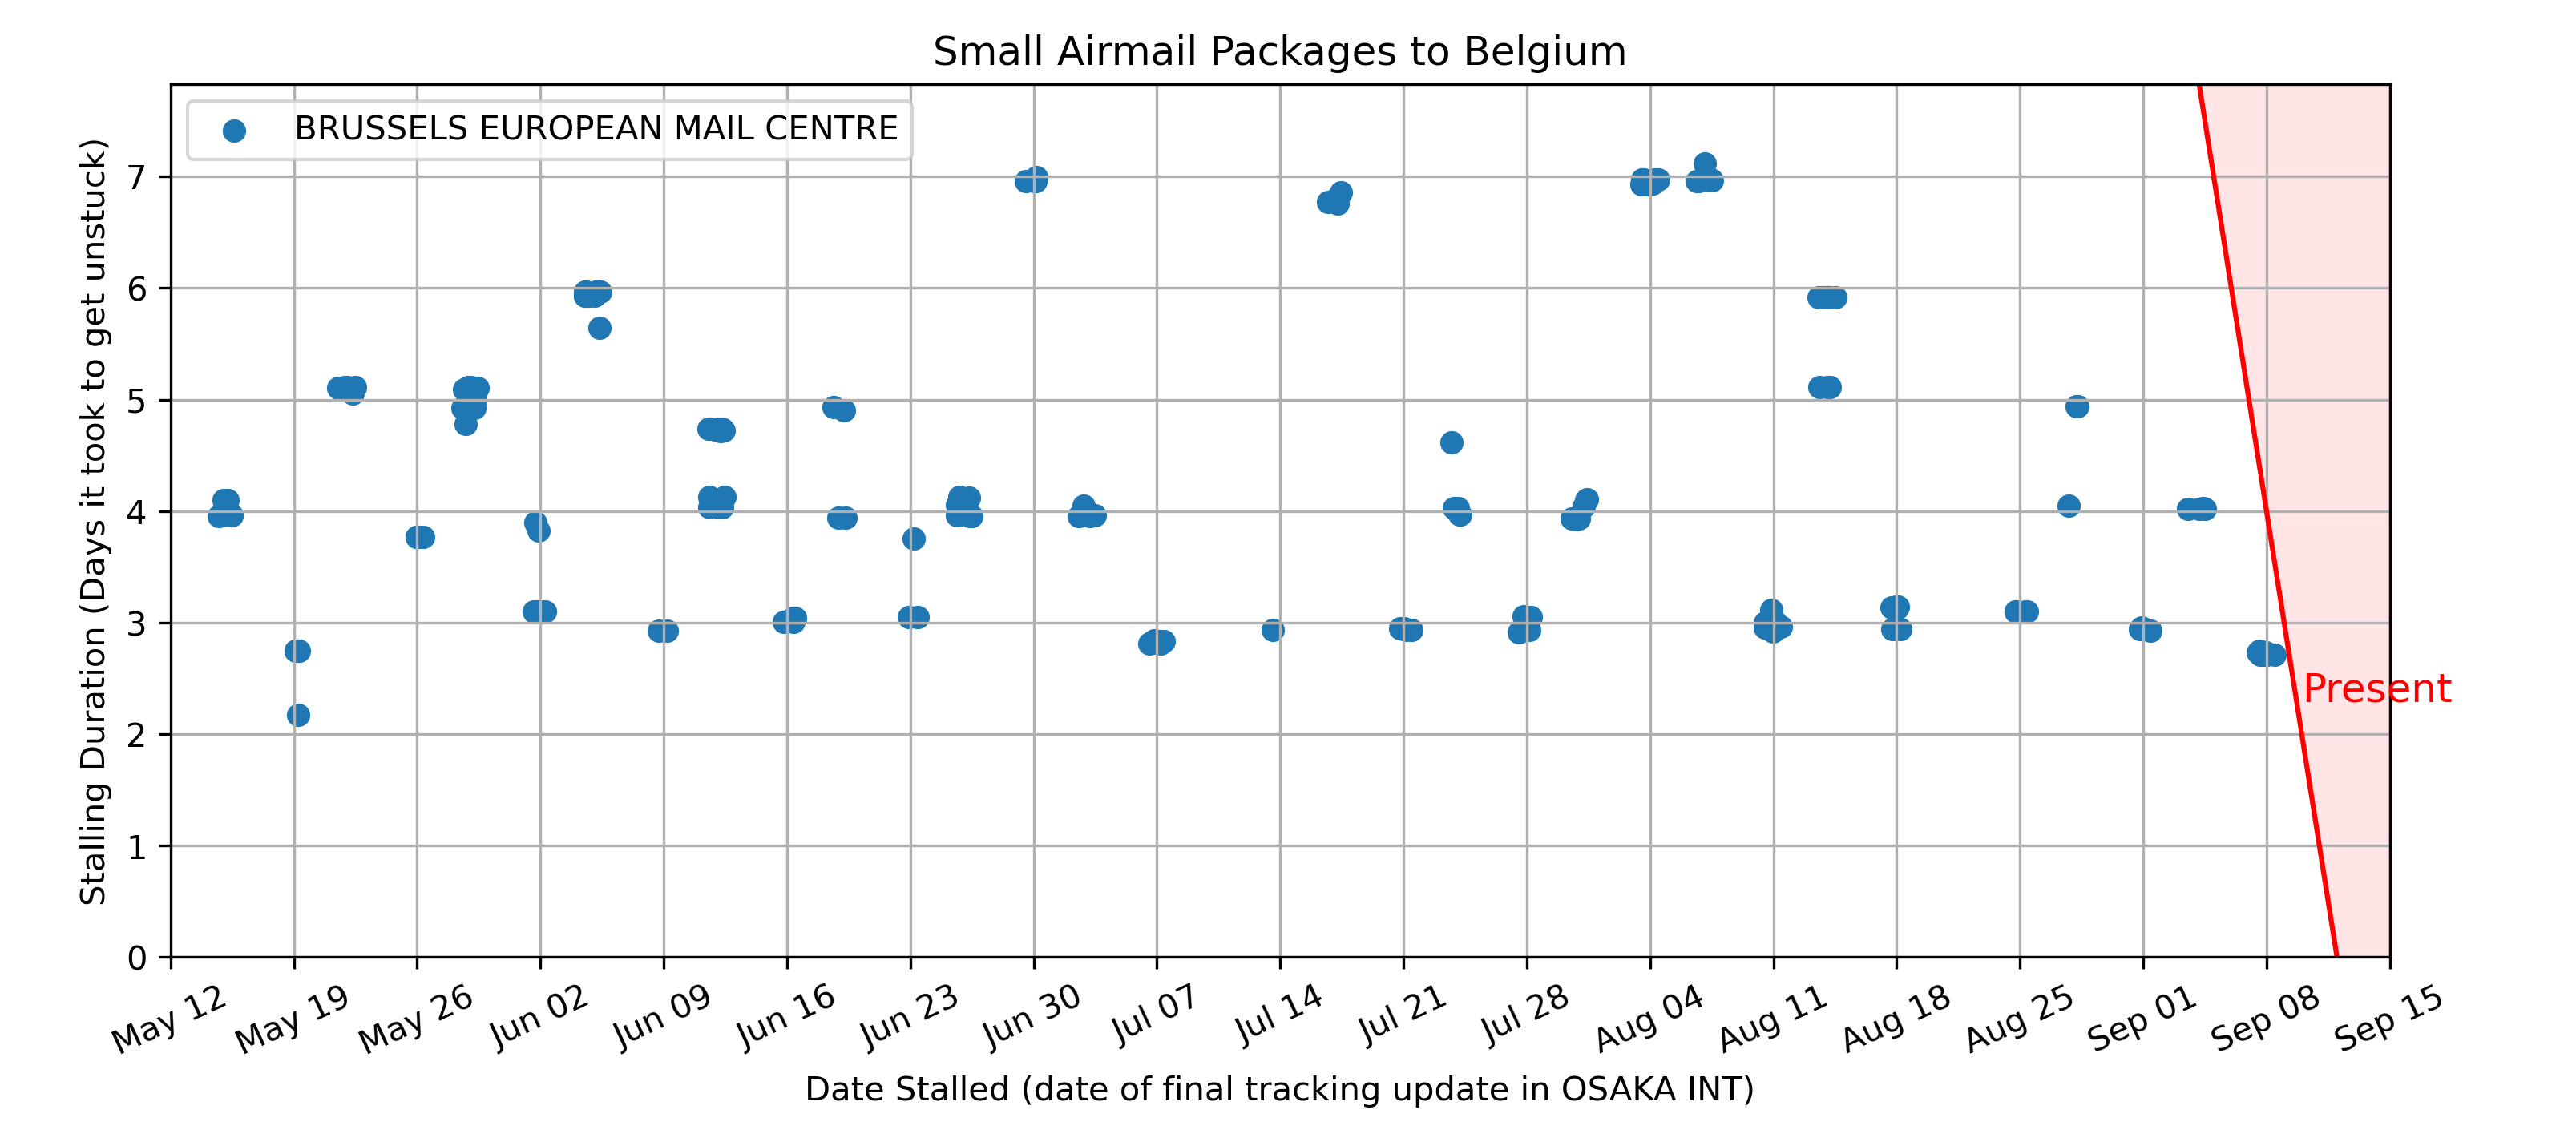 Small Airmail Packages to Belgium
BRUSSELS EUROPEAN MAIL CENTRE
Stalling Duration (Days it took to get unstuck)
7
6
5
4
3
2
1
0
Present
May 12
May 19
May 26
Jun 02
Jun 09
Jun 16
Jun 23
Jun 30
Jul 07
Jul 14
Jul 21
Jul 28
Aug 04
Aug 11
Aug 18
Aug 25
Sep 01
Sep 08
Sep 15
Date Stalled (date of final tracking update in OSAKA INT)